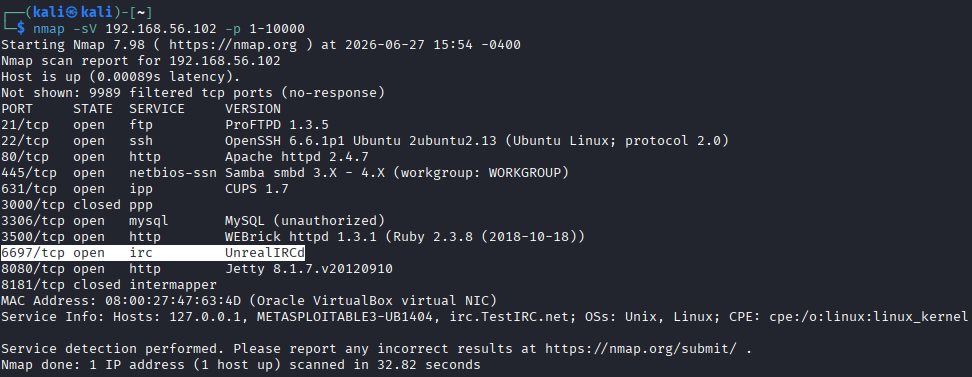 ┌──(kali㉿kali)-[~]
└─$ nmap -sV 192.168.56.102 -p 1-10000
Starting Nmap 7.98 ( https://nmap.org ) at 2026-06-27 15:54 -0400
Nmap scan report for 192.168.56.102
Host is up (0.00089s latency).
Not shown: 9989 filtered tcp ports (no-response)
PORT     STATE  SERVICE     VERSION
21/tcp   open   ftp         ProFTPD 1.3.5
22/tcp   open   ssh         OpenSSH 6.6.1p1 Ubuntu 2ubuntu2.13 (Ubuntu Linux; protocol 2.0)
80/tcp   open   http        Apache httpd 2.4.7
445/tcp  open   netbios-ssn Samba smbd 3.X - 4.X (workgroup: WORKGROUP)
631/tcp  open   ipp         CUPS 1.7
3000/tcp closed ppp
3306/tcp open   mysql       MySQL (unauthorized)
3500/tcp open   http        WEBrick httpd 1.3.1 (Ruby 2.3.8 (2018-10-18))
6697/tcp open   irc         UnrealIRCd
8080/tcp open   http        Jetty 8.1.7.v20120910
8181/tcp closed intermapper
MAC Address: 08:00:27:47:63:4D (Oracle VirtualBox virtual NIC)
Service Info: Hosts: 127.0.0.1, METASPLOITABLE3-UB1404, irc.TestIRC.net; OSs: Unix, Linux; CPE: cpe:/o:linux:linux_kernel
Service detection performed. Please report any incorrect results at https://nmap.org/submit/ .
Nmap done: 1 IP address (1 host up) scanned in 32.82 seconds